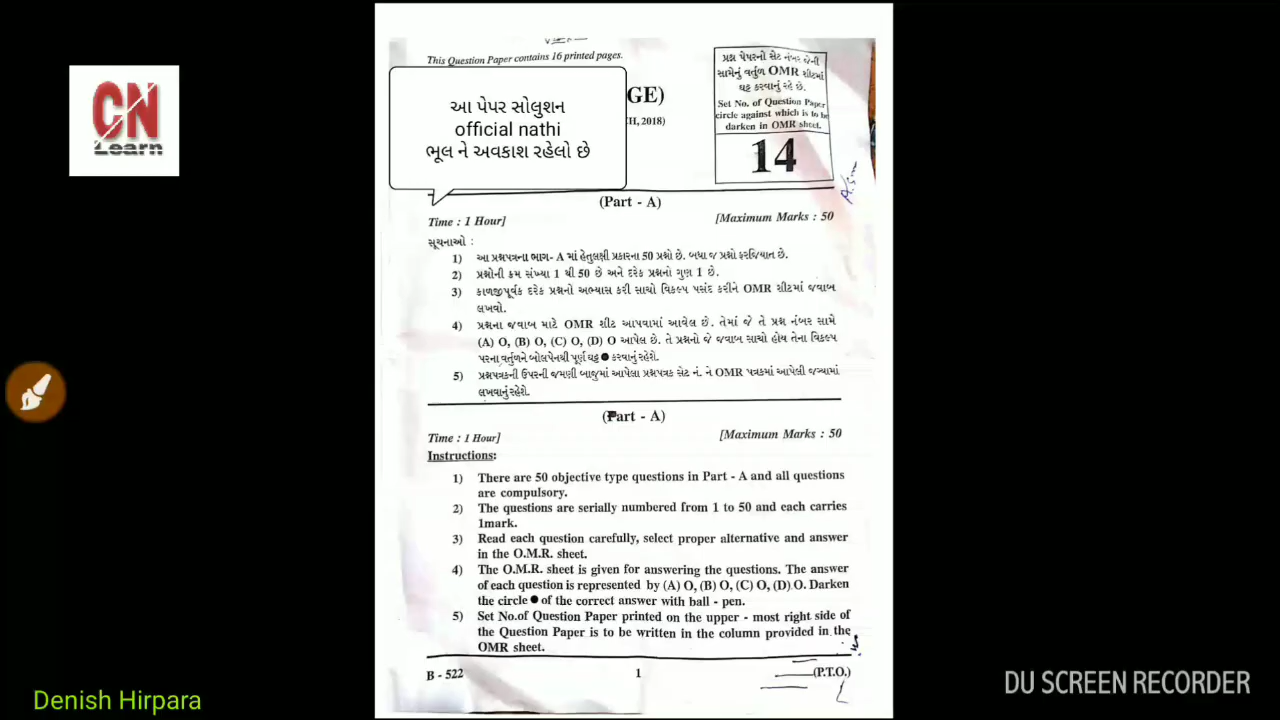 CN
Learn
This Question Paper contains 16 printed pages.
આ પેપર સોલુશન
official nathi
ભૂલ ને અવકાશ રહેલો છે
GE)
H, 2018)
પ્રશ્ન પેપરનો સેટ નંબર જેની
સામેનું વર્તુળ OMR શીટમાં
ઘટ્ટ કરવાનું રહે છે.
Set No. of Question Paper
circle against which is to be
darken in OMR sheet.
14
(Part - A)
Time : 1 Hour]
[Maximum Marks : 50
સૂચનાઓ :
1) આ પ્રશ્નપત્રના ભાગ- A માં હેતુલક્ષી પ્રકારના 50 પ્રશ્નો છે. બધા જ પ્રશ્નો ફરજિયાત છે.
2) પ્રશ્નોની ક્રમ સંખ્યા 1 થી 50 છે અને દરેક પ્રશ્નનો ગુણ 1 છે.
3) કાળજીપૂર્વક દરેક પ્રશ્નનો અભ્યાસ કરી સાચો વિકલ્પ પસંદ કરીને OMR શીટમાં જવાબ
લખવો.
4) પ્રશ્નના જવાબ માટે OMR શીટ આપવામાં આવેલ છે. તેમાં જે તે પ્રશ્ન નંબર સામે
(A) O, (B) O, (C) O, (D) O આપેલ છે. તે પ્રશ્નનો જે જવાબ સાચો હોય તેના વિકલ્પ
પરના વર્તુળને બોલપેનથી પૂર્ણ ઘટ્ટ ● કરવાનું રહેશે.
5) પ્રશ્નપત્રકની ઉપરની જમણી બાજુમાં આપેલા પ્રશ્નપત્રક સેટ નં. ને OMR પત્રકમાં આપેલી જગ્યામાં
લખવાનું રહેશે.
(Part - A)
Time : 1 Hour]
[Maximum Marks : 50
Instructions:
1) There are 50 objective type questions in Part - A and all questions
are compulsory.
2) The questions are serially numbered from 1 to 50 and each carries
1mark.
3) Read each question carefully, select proper alternative and answer
in the O.M.R. sheet.
4) The O.M.R. sheet is given for answering the questions. The answer
of each question is represented by (A) O, (B) O, (C) O, (D) O. Darken
the circle ● of the correct answer with ball - pen.
5) Set No.of Question Paper printed on the upper - most right side of
the Question Paper is to be written in the column provided in the
OMR sheet.
B - 522
1
(P.T.O.)
Denish Hirpara
DU SCREEN RECORDER